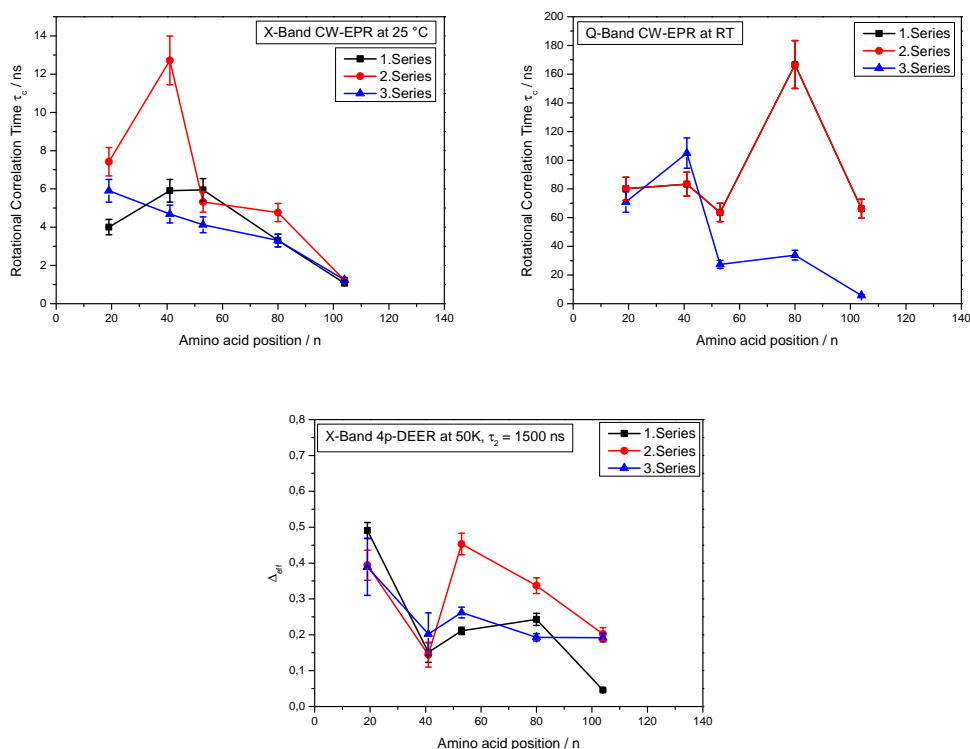 X-Band CW-EPR at 25 °C
1.Series
2.Series
3.Series
Rotational Correlation Time τc / ns
14
12
10
8
6
4
2
0
0 20 40 60 80 100 120 140
Amino acid position / n
Q-Band CW-EPR at RT
1.Series
2.Series
3.Series
Rotational Correlation Time τc / ns
200
180
160
140
120
100
80
60
40
20
0
0 20 40 60 80 100 120 140
Amino acid position / n
X-Band 4p-DEER at 50K, τ2 = 1500 ns
1.Series
2.Series
3.Series
Δeff
0,8
0,7
0,6
0,5
0,4
0,3
0,2
0,1
0,0
0 20 40 60 80 100 120 140
Amino acid position / n